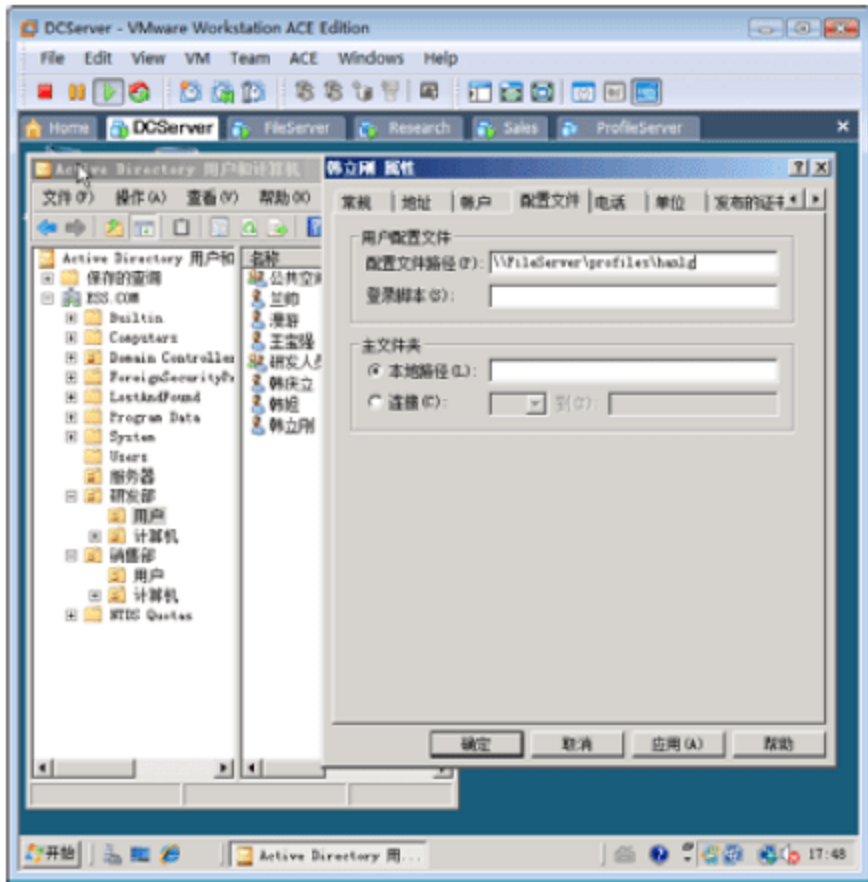 DCServer - VMware Workstation ACE Edition
File Edit View VM Team ACE Windows Help
Home DCServer FileServer Research Sales ProfileServer
Active Directory 用户和计算机
文件(F) 操作(A) 查看(V) 帮助(H)
Active Directory 用户和
保存的查询
ESS.COM
Builtin
Computers
Domain Controller
ForeignSecurityP
LostAndFound
Program Data
System
Users
服务器
研发部
用户
计算机
销售部
用户
计算机
NTDS Quotas
名称
公共空间
兰帅
漫游
王宝强
研发人员
韩庆立
韩旭
韩立刚
韩立刚 属性
常规 地址 帐户 配置文件 电话 单位 发布的证书
用户配置文件
配置文件路径(P): \\FileServer\profiles\hanlg
登录脚本(S):
主文件夹
本地路径(L):
连接(C): 到(O):
确定 取消 应用(A) 帮助
开始 Active Directory 用... 17:48